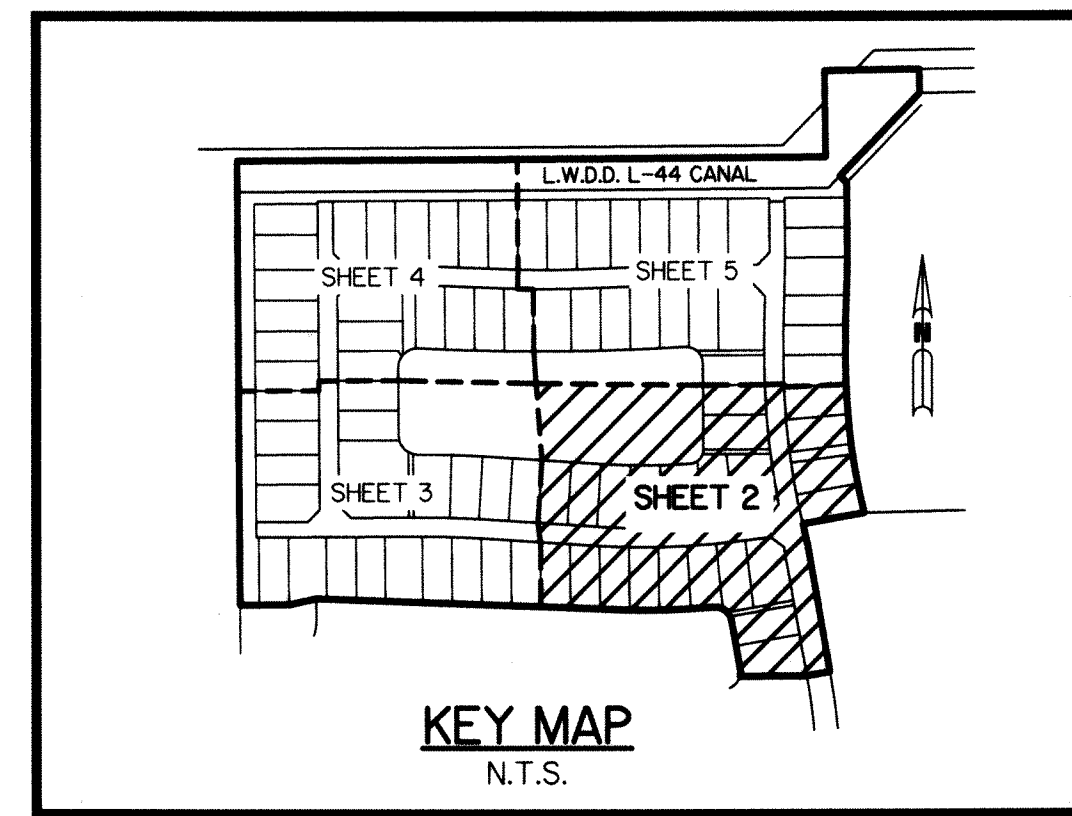 L.W.D.D. L-44 CANAL
SHEET 4
SHEET 5
N
SHEET 3
SHEET 2
KEY MAP
N.T.S.